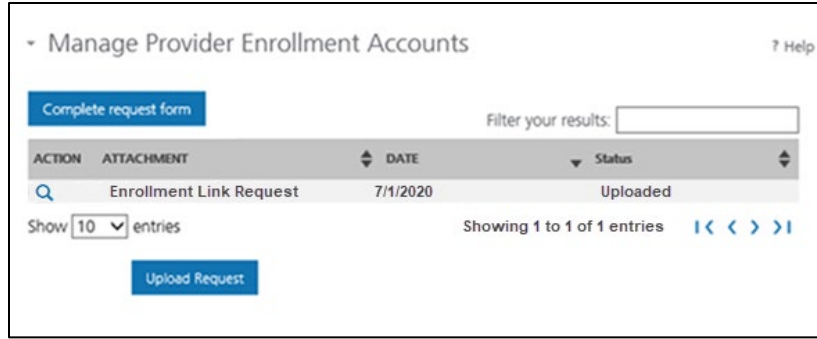 Manage Provider Enrollment Accounts ? Help
Complete request form
Filter your results:
ACTION ATTACHMENT DATE Status
Enrollment Link Request 7/1/2020 Uploaded
Show 10 entries Showing 1 to 1 of 1 entries
Upload Request